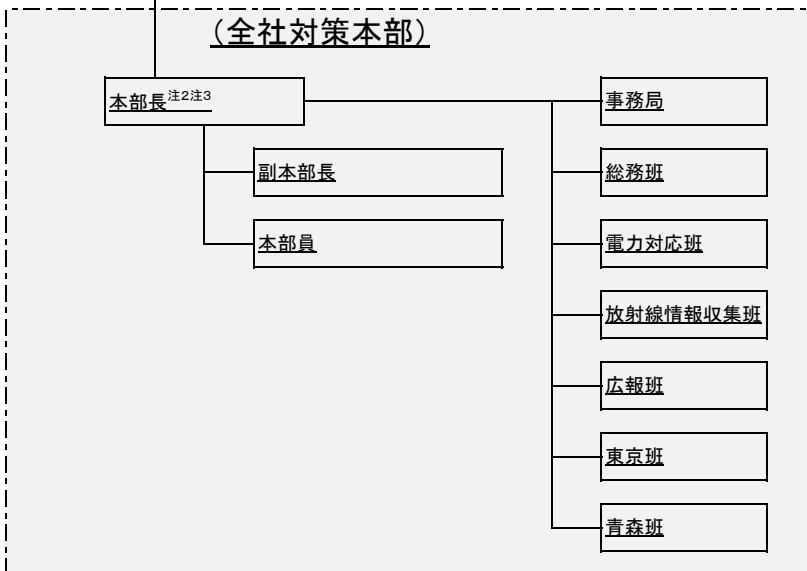 (全社対策本部)
本部長注2注3
事務局
副本部長
総務班
本部員
電力対応班
放射線情報収集班
広報班
東京班
青森班